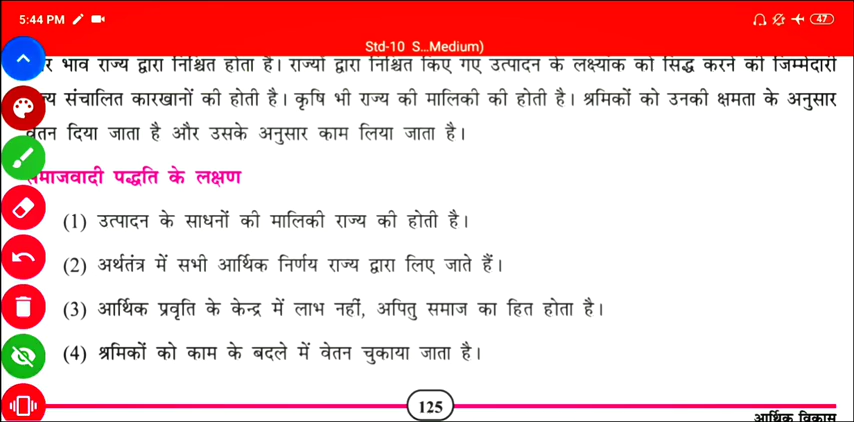 5:44 PM
47
Std-10 S...Medium)
भाव राज्य द्वारा निश्चित होता है। राज्यों द्वारा निश्चित किए गए उत्पादन के लक्ष्यांक को सिद्ध करने की जिम्मेदारी
संचालित कारखानों की होती है। कृषि भी राज्य की मालिकी की होती है। श्रमिकों को उनकी क्षमता के अनुसार
वेतन दिया जाता है और उसके अनुसार काम लिया जाता है।
समाजवादी पद्धति के लक्षण
(1) उत्पादन के साधनों की मालिकी राज्य की होती है।
(2) अर्थतंत्र में सभी आर्थिक निर्णय राज्य द्वारा लिए जाते हैं।
(3) आर्थिक प्रवृति के केन्द्र में लाभ नहीं, अपितु समाज का हित होता है।
(4) श्रमिकों को काम के बदले में वेतन चुकाया जाता है।
125
आर्थिक विकास